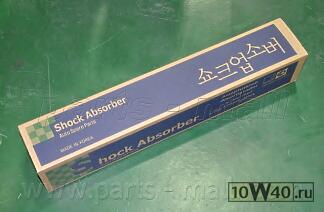 Shock Absorber
Auto Spare Parts
MADE IN KOREA
쇼크업소버
hock Absorber
www.parts-ma
10W40.ru